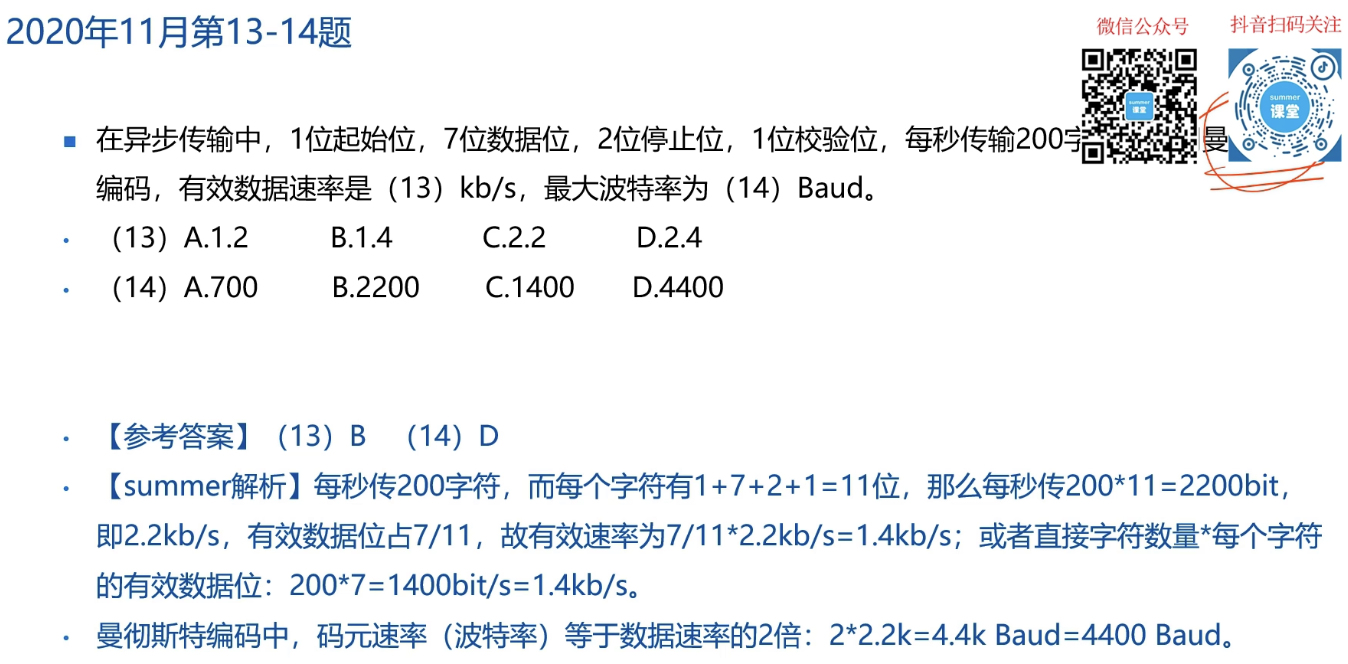 2020年11月第13-14题
微信公众号
抖音扫码关注
summer
课堂
summer
课堂
在异步传输中，1位起始位，7位数据位，2位停止位，1位校验位，每秒传输200字
曼
编码，有效数据速率是（13）kb/s，最大波特率为（14）Baud。
（13）A.1.2 B.1.4 C.2.2 D.2.4
（14）A.700 B.2200 C.1400 D.4400
【参考答案】（13）B （14）D
【summer解析】每秒传200字符，而每个字符有1+7+2+1=11位，那么每秒传200*11=2200bit，
即2.2kb/s，有效数据位占7/11，故有效速率为7/11*2.2kb/s=1.4kb/s；或者直接字符数量*每个字符
的有效数据位：200*7=1400bit/s=1.4kb/s。
曼彻斯特编码中，码元速率（波特率）等于数据速率的2倍：2*2.2k=4.4k Baud=4400 Baud。